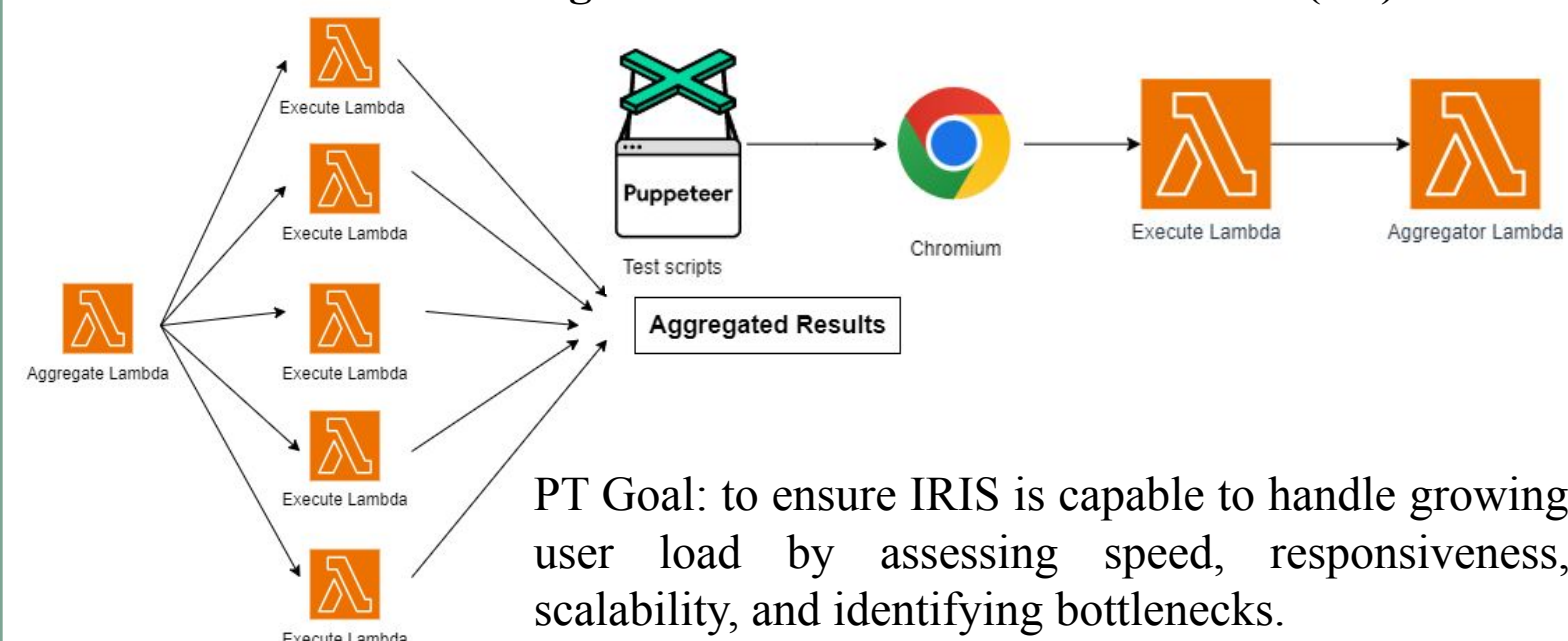 Execute Lambda
Execute Lambda
Execute Lambda
Execute Lambda
Execute Lambda
Aggregate Lambda
Puppeteer
Test scripts
Chromium
Execute Lambda
Aggregator Lambda
Aggregated Results
PT Goal: to ensure IRIS is capable to handle growing
user load by assessing speed, responsiveness,
scalability, and identifying bottlenecks.